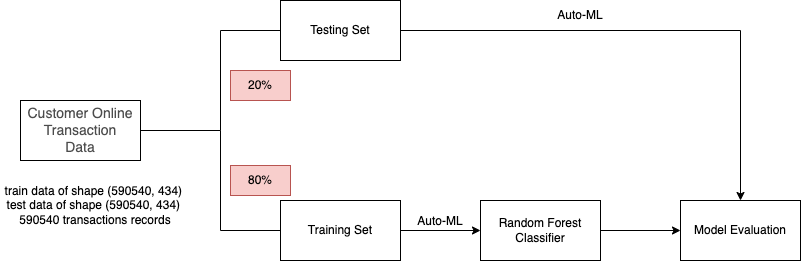 Auto-ML
Testing Set
20%
Customer Online
Transaction
Data
80%
train data of shape (590540, 434)
test data of shape (590540, 434)
590540 transactions records
Training Set
Auto-ML
Random Forest
Classifier
Model Evaluation